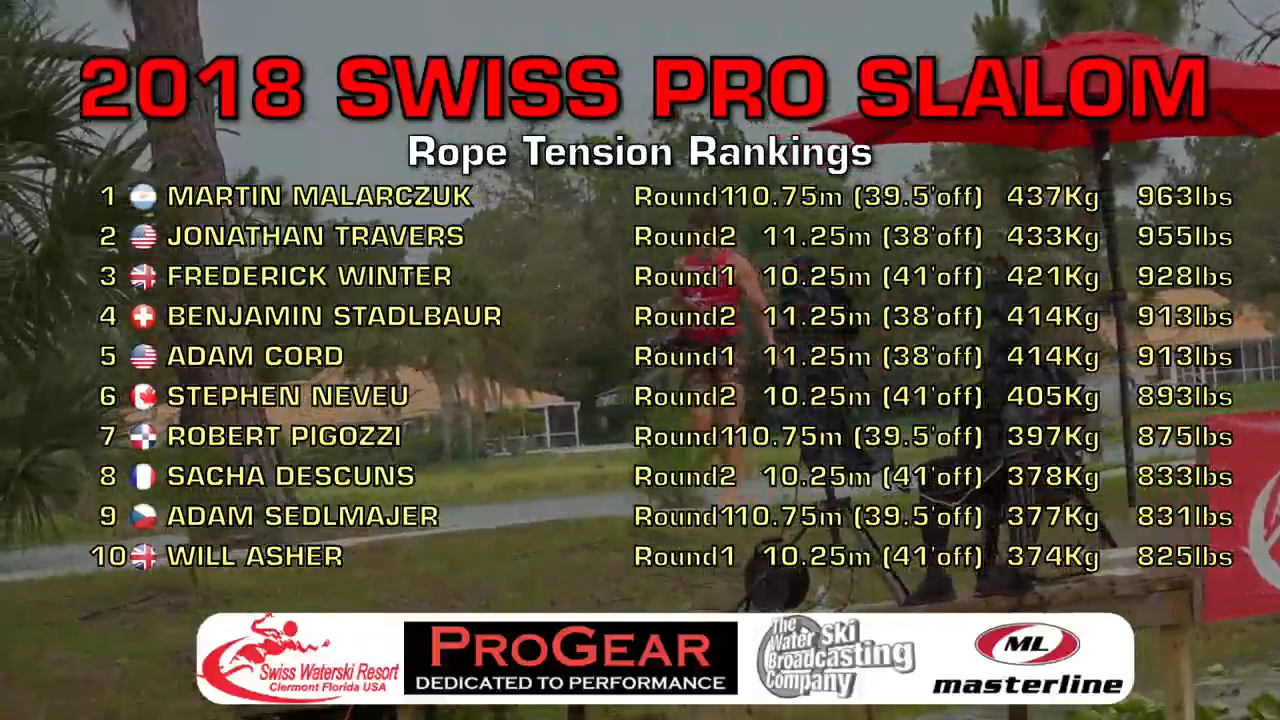 2018 SWISS PRO SLALOM
Rope Tension Rankings
1 MARTIN MALARCZUK Round1 10.75m (39.5'off) 437Kg 963lbs
2 JONATHAN TRAVERS Round2 11.25m (38'off) 433Kg 955lbs
3 FREDERICK WINTER Round1 10.25m (41'off) 421Kg 928lbs
4 BENJAMIN STADLBAUR Round2 11.25m (38'off) 414Kg 913lbs
5 ADAM CORD Round1 11.25m (38'off) 414Kg 913lbs
6 STEPHEN NEVEU Round2 10.25m (41'off) 405Kg 893lbs
7 ROBERT PIGOZZI Round1 10.75m (39.5'off) 397Kg 875lbs
8 SACHA DESCUNS Round2 10.25m (41'off) 378Kg 833lbs
9 ADAM SEDLMAJER Round1 10.75m (39.5'off) 377Kg 831lbs
10 WILL ASHER Round1 10.25m (41'off) 374Kg 825lbs
Swiss Waterski Resort
Clermont Florida USA
PROGEAR
DEDICATED TO PERFORMANCE
The Water Ski Broadcasting Company
ML
masterline